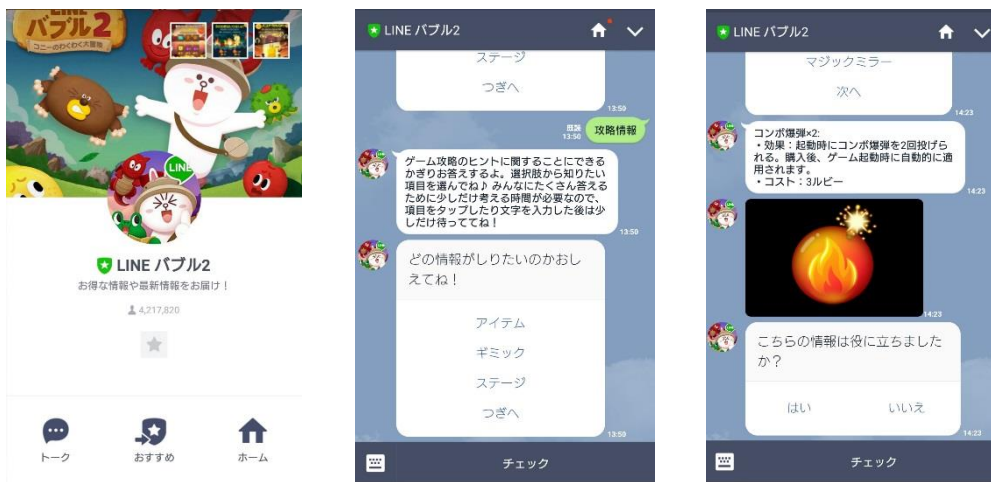 LINE
バブル2
コニーのわくわく大冒険
LINE
LINE バブル2
お得な情報や最新情報をお届け！
4,217,820
トーク
おすすめ
ホーム
LINE バブル2
ステージ
つぎへ
13:50
既読
13:50
攻略情報
ゲーム攻略のヒントに関することにできる
かぎりお答えするよ。選択肢から知りたい
項目を選んでね♪ みんなにたくさん答える
ために少しだけ考える時間が必要なので、
項目をタップしたり文字を入力した後は少
しだけ待っててね！
13:50
どの情報がしりたいのかおし
えてね！
アイテム
ギミック
ステージ
つぎへ
13:50
チェック
LINE バブル2
マジックミラー
次へ
14:23
コンボ爆弾×2:
・効果：起動時にコンボ爆弾を2回投げら
れる。購入後、ゲーム起動時に自動的に適
用されます。
・コスト：3ルビー
14:23
14:23
こちらの情報は役に立ちました
か？
はい
いいえ
14:23
チェック